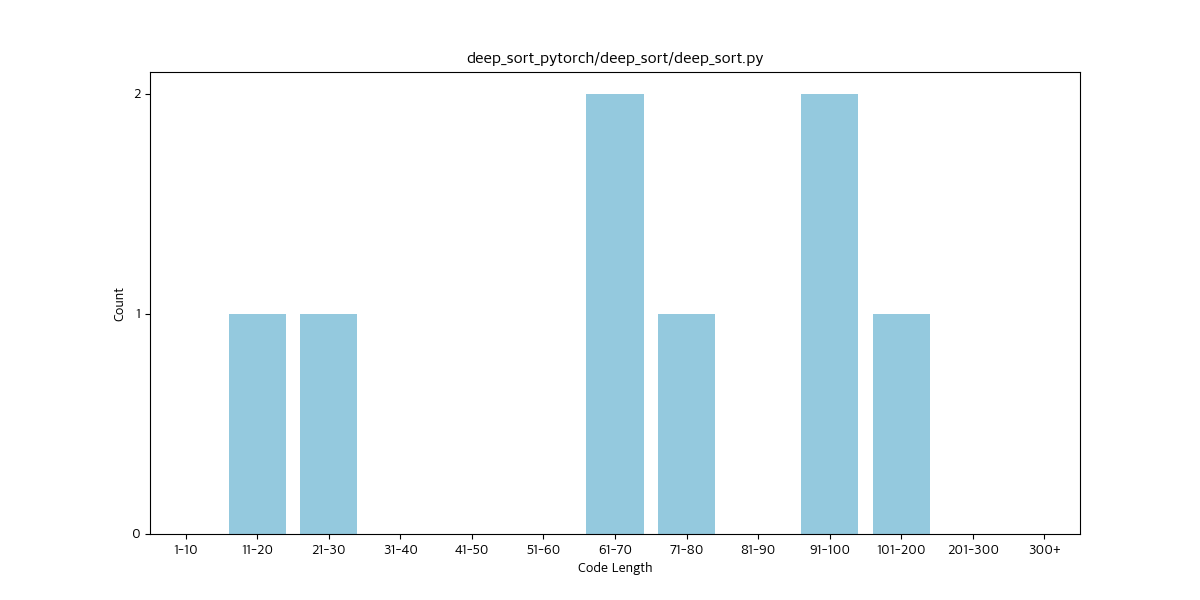 deep_sort_pytorch/deep_sort/deep_sort.py
2
1
0
Count
1-10 11-20 21-30 31-40 41-50 51-60 61-70 71-80 81-90 91-100 101-200 201-300 300+
Code Length